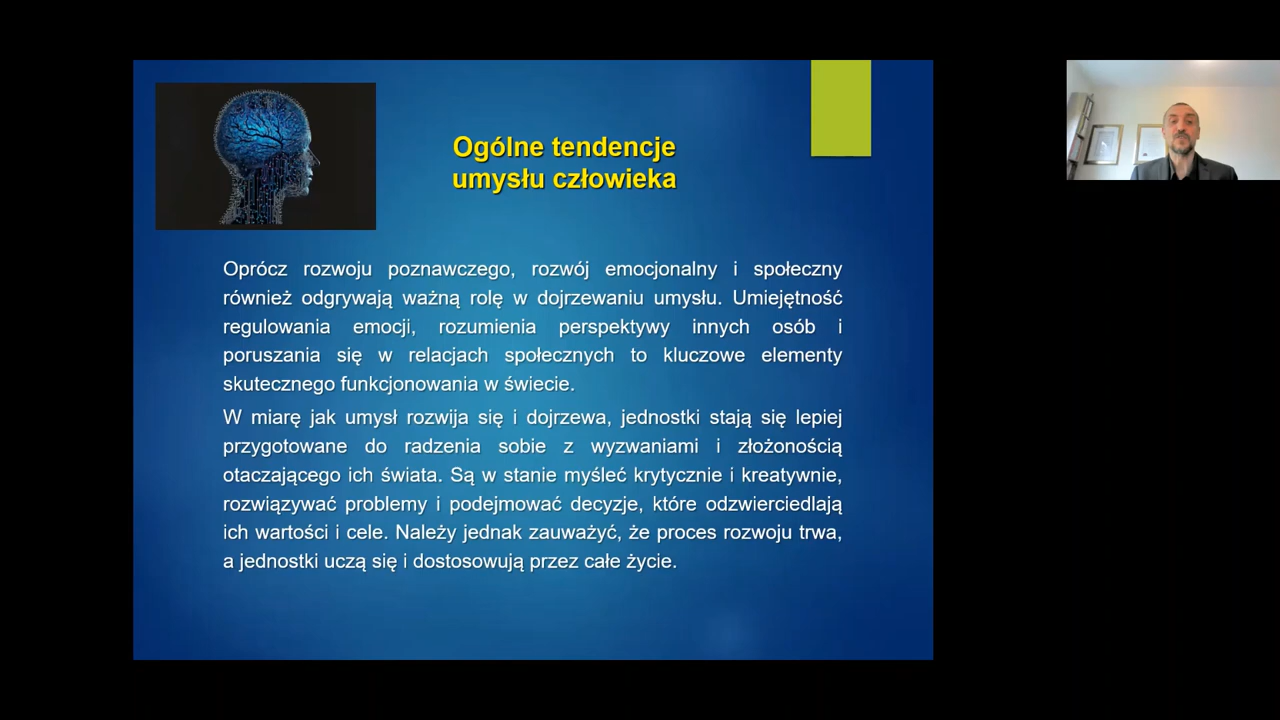 Ogólne tendencje
umysłu człowieka
Oprócz rozwoju poznawczego, rozwój emocjonalny i społeczny
również odgrywają ważną rolę w dojrzewaniu umysłu. Umiejętność
regulowania emocji, rozumienia perspektywy innych osób i
poruszania się w relacjach społecznych to kluczowe elementy
skutecznego funkcjonowania w świecie.
W miarę jak umysł rozwija się i dojrzewa, jednostki stają się lepiej
przygotowane do radzenia sobie z wyzwaniami i złożonością
otaczającego ich świata. Są w stanie myśleć krytycznie i kreatywnie,
rozwiązywać problemy i podejmować decyzje, które odzwierciedlają
ich wartości i cele. Należy jednak zauważyć, że proces rozwoju trwa,
a jednostki uczą się i dostosowują przez całe życie.